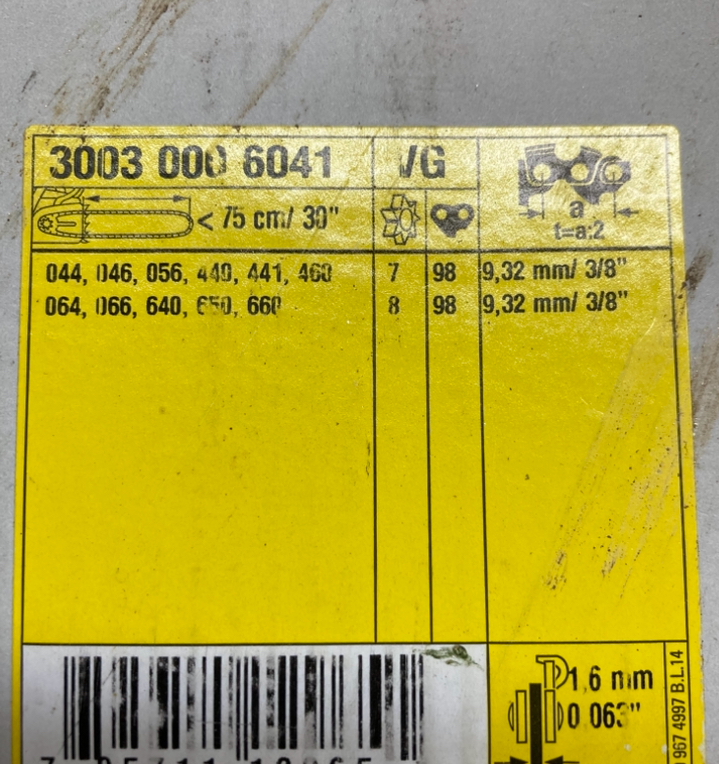 3003 000 6041 VG
< 75 cm/ 30"
a
t=a:2
044, 046, 056, 440, 441, 460 7 98 9,32 mm/ 3/8"
064, 066, 640, 650, 660 8 98 9,32 mm/ 3/8"
1,6 mm
0.063"
967 4997 B.L.14